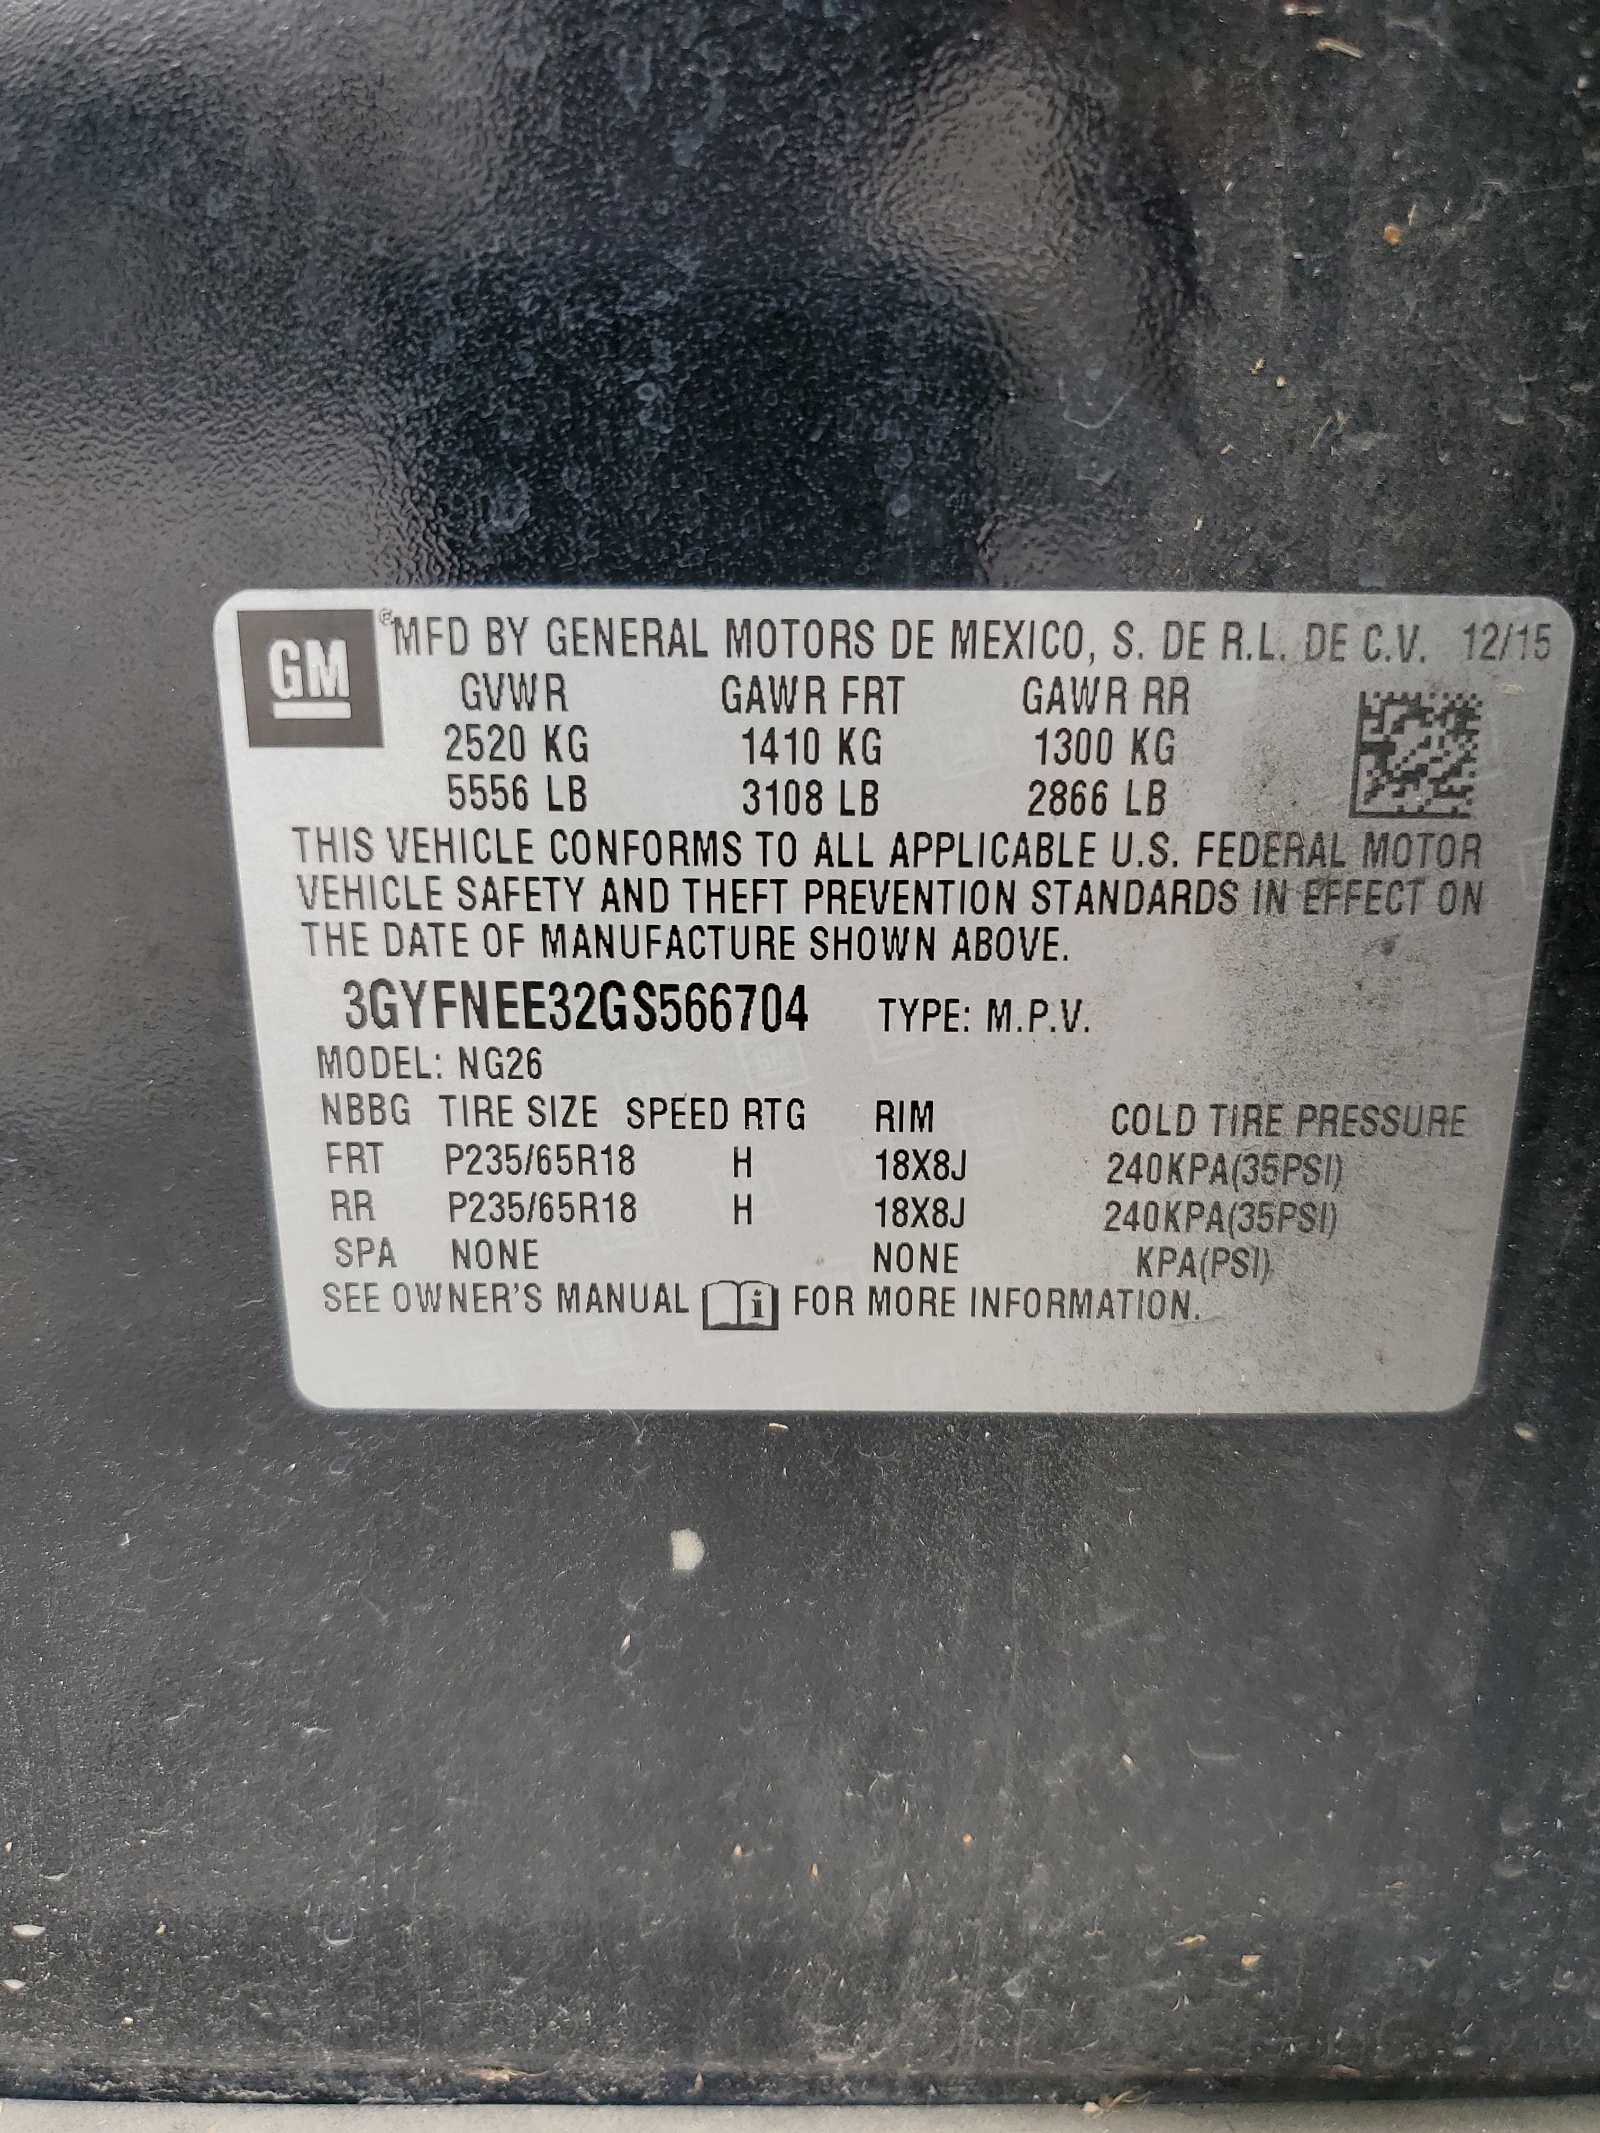 GM ® MFD BY GENERAL MOTORS DE MEXICO, S. DE R.L. DE C.V. 12/15
GVWR GAWR FRT GAWR RR
2520 KG 1410 KG 1300 KG
5556 LB 3108 LB 2866 LB
THIS VEHICLE CONFORMS TO ALL APPLICABLE U.S. FEDERAL MOTOR
VEHICLE SAFETY AND THEFT PREVENTION STANDARDS IN EFFECT ON
THE DATE OF MANUFACTURE SHOWN ABOVE.
3GYFNEE32GS566704 TYPE: M.P.V.
MODEL: NG26
NBBG TIRE SIZE SPEED RTG RIM COLD TIRE PRESSURE
FRT P235/65R18 H 18X8J 240KPA(35PSI)
RR P235/65R18 H 18X8J 240KPA(35PSI)
SPA NONE NONE KPA(PSI)
SEE OWNER'S MANUAL i FOR MORE INFORMATION.